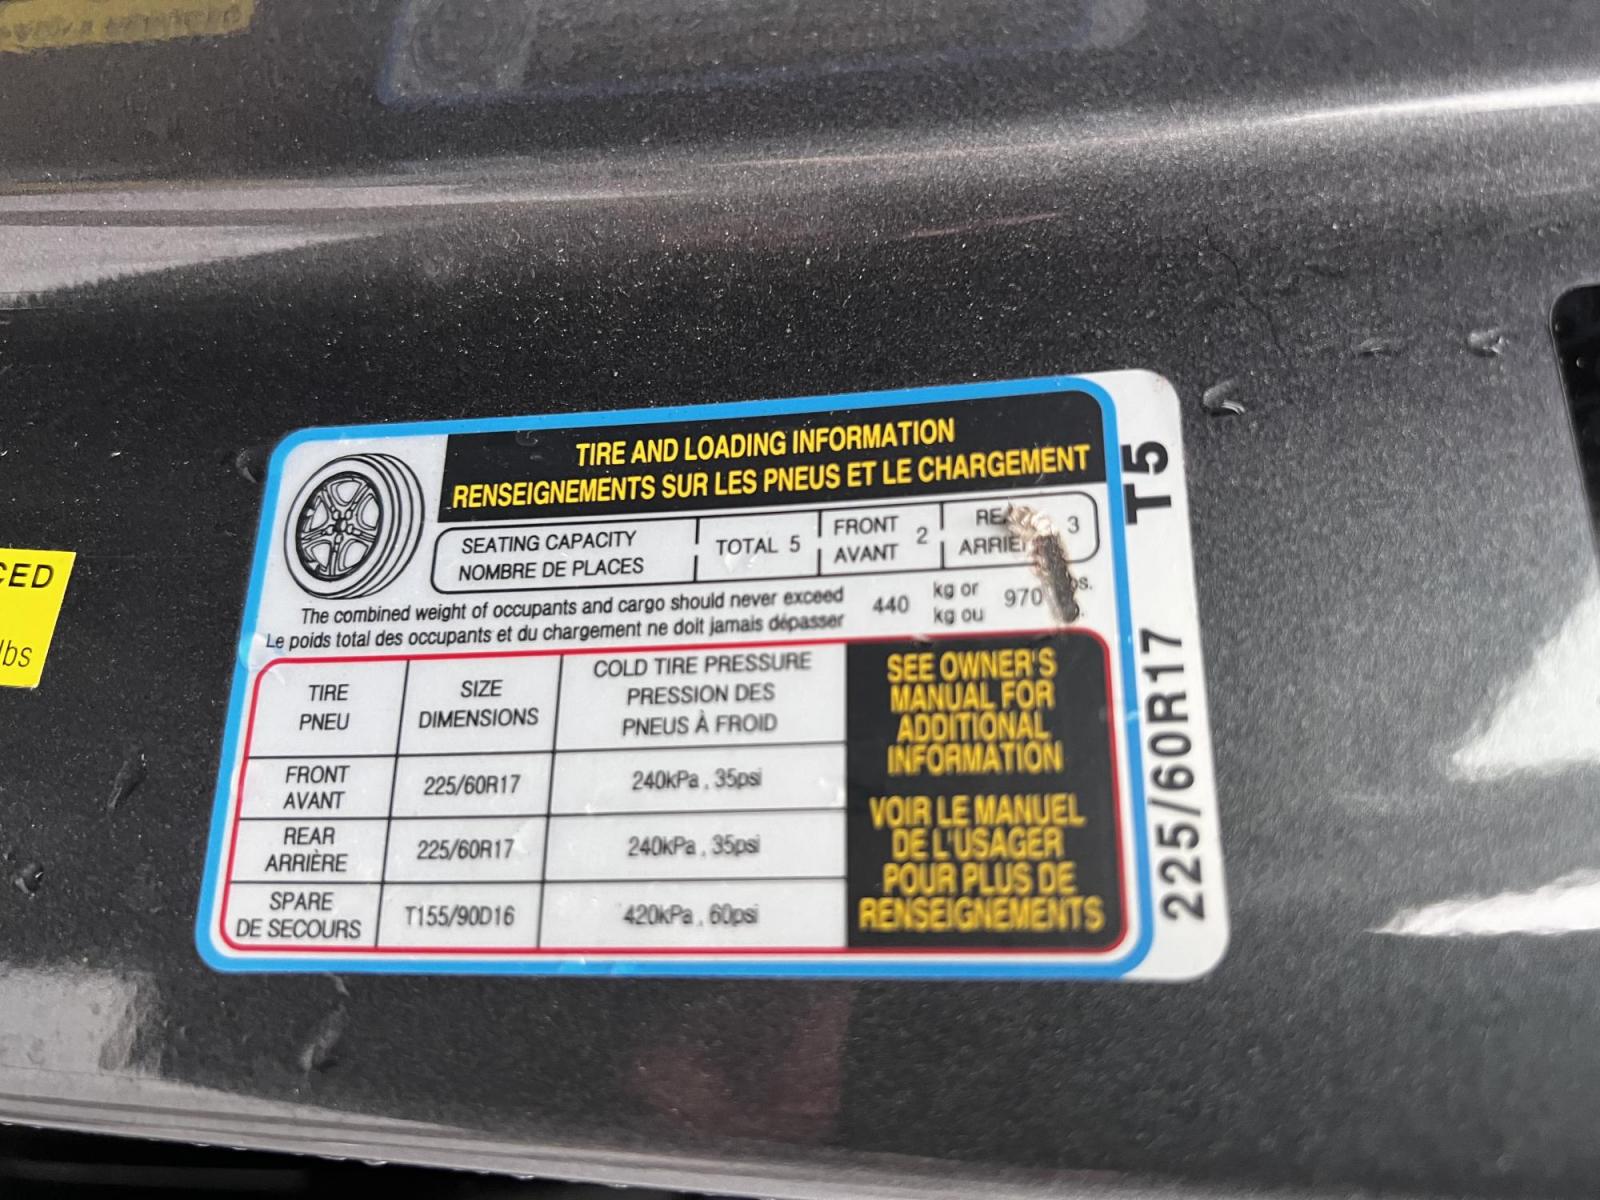 CED
lbs
TIRE AND LOADING INFORMATION
RENSEIGNEMENTS SUR LES PNEUS ET LE CHARGEMENT
SEATING CAPACITY
NOMBRE DE PLACES
TOTAL 5
FRONT
AVANT
2
3
The combined weight of occupants and cargo should never exceed
Le poids total des occupants et du chargement ne doit jamais dépasser
440
kg or
kg ou
970
TIRE
PNEU
SIZE
DIMENSIONS
COLD TIRE PRESSURE
PRESSION DES
PNEUS À FROID
FRONT
AVANT
225/60R17
240kPa , 35psi
REAR
ARRIÈRE
225/60R17
240kPa , 35psi
SPARE
DE SECOURS
T155/90D16
420kPa , 60psi
SEE OWNER'S
MANUAL FOR
ADDITIONAL
INFORMATION
VOIR LE MANUEL
DE L'USAGER
POUR PLUS DE
RENSEIGNEMENTS
225/60R17 T5